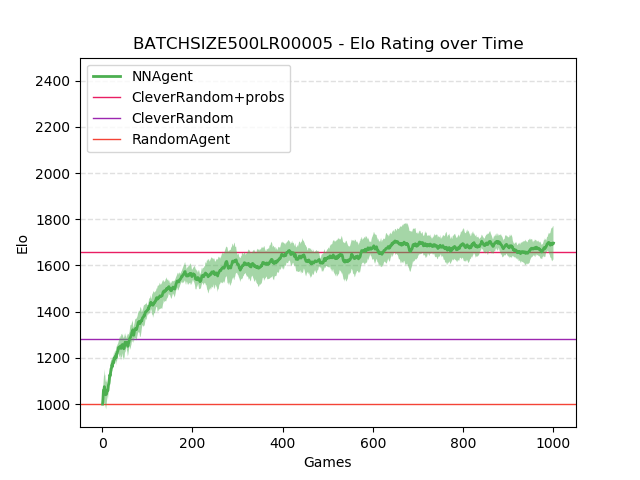 BATCHSIZE500LR00005 - Elo Rating over Time
NNAgent
CleverRandom+probs
CleverRandom
RandomAgent
Elo
2400
2200
2000
1800
1600
1400
1200
1000
0 200 400 600 800 1000
Games